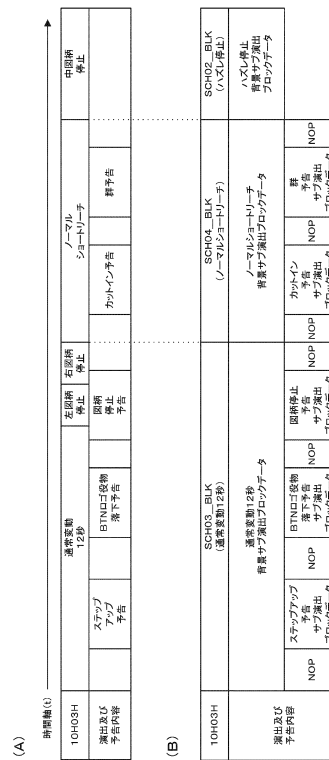 (A)
時間軸(t)
10H03H
通常変動
12秒
左図柄
停止
右図柄
停止
ノーマル
ショートリーチ
中図柄
停止
演出及び
予告内容
ステップ
アップ
予告
BTNロゴ役物
落下予告
図柄
停止
予告
カットイン予告
群予告
(B)
10H03H
SCH03_BLK
(通常変動12秒)
SCH04_BLK
(ノーマルショートリーチ)
SCH02_BLK
(ハズレ停止)
演出及び
予告内容
通常変動12秒
背景サブ演出ブロックデータ
ノーマルショートリーチ
背景サブ演出ブロックデータ
ハズレ停止
背景サブ演出
ブロックデータ
NOP
ステップアップ
予告
サブ演出
ブロックデータ
NOP
BTNロゴ役物
落下予告
サブ演出
ブロックデータ
NOP
図柄停止
予告
サブ演出
ブロックデータ
NOP
NOP
カットイン
予告
サブ演出
ブロックデータ
NOP
群
予告
サブ演出
ブロックデータ
NOP